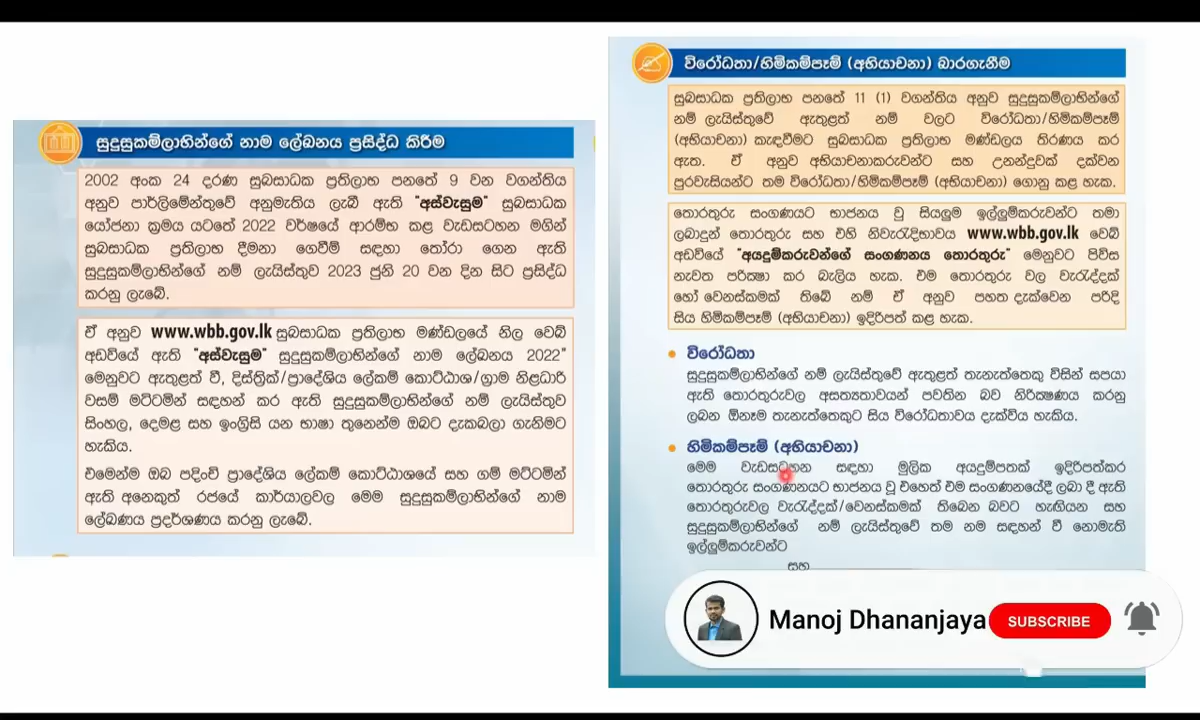 සුදුසුකම්ලාභින්ගේ නාම ලේඛනය ප්‍රසිද්ධ කිරීම
2002 අංක 24 දරණ සුබසාධක ප්‍රතිලාභ පනතේ 9 වන වගන්තිය
අනුව පාර්ලිමේන්තුවේ අනුමැතිය ලැබී ඇති "අස්වැසුම" සුබසාධක
යෝජනා ක්‍රමය යටතේ 2022 වර්ෂයේ ආරම්භ කළ වැඩසටහන මගින්
සුබසාධක ප්‍රතිලාභ දීමනා ගෙවීම් සඳහා තෝරා ගෙන ඇති
සුදුසුකම්ලාභින්ගේ නම් ලැයිස්තුව 2023 ජුනි 20 වන දින සිට ප්‍රසිද්ධ
කරනු ලැබේ.
ඒ අනුව www.wbb.gov.lk සුබසාධක ප්‍රතිලාභ මණ්ඩලයේ නිල වෙබ්
අඩවියේ ඇති "අස්වැසුම" සුදුසුකම්ලාභින්ගේ නාම ලේඛනය 2022"
මෙනුවට ඇතුළත් වී, දිස්ත්‍රික්/ප්‍රාදේශිය ලේකම් කොට්ඨාශ/ග්‍රාම නිළධාරි
වසම් මට්ටමින් සඳහන් කර ඇති සුදුසුකම්ලාභින්ගේ නම් ලැයිස්තුව
සිංහල, දෙමළ සහ ඉංග්‍රිසි යන භාෂා තුනෙන්ම ඔබට දැකබලා ගැනිමට
හැකිය.
එමෙන්ම ඔබ පදිංචි ප්‍රාදේශිය ලේකම් කොට්ඨාශයේ සහ ගම් මට්ටමින්
ඇති අනෙකුත් රජයේ කාර්යාලවල මෙම සුදුසුකම්ලාභින්ගේ නාම
ලේඛණය ප්‍රදර්ශණය කරනු ලැබේ.
විරෝධතා/හිමිකම්පෑම් (අභියාචනා) බාරගැනීම
සුබසාධක ප්‍රතිලාභ පනතේ 11 (1) වගන්තිය අනුව සුදුසුකම්ලාභින්ගේ
නම් ලැයිස්තුවේ ඇතුළත් නම් වලට විරෝධතා/හිමිකම්පෑම්
(අභියාචනා) කැඳවීමට සුබසාධක ප්‍රතිලාභ මණ්ඩලය තීරණය කර
ඇත. ඒ අනුව අභියාචනාකරුවන්ට සහ උනන්දුවක් දක්වන
පුරවැසියන්ට තම විරෝධතා/හිමිකම්පෑම් (අභියාචනා) ගොනු කළ හැක.
තොරතුරු සංගණයට භාජනය වූ සියලුම ඉල්ලුම්කරුවන්ට තමා
ලබාදුන් තොරතුරු සහ එහි නිවැරැදිභාවය www.wbb.gov.lk වෙබ්
අඩවියේ "අයදුම්කරුවන්ගේ සංගණනය තොරතුරු" මෙනුවට පිවිස
නැවත පරික්ෂා කර බැලිය හැක. එම තොරතුරු වල වැරැද්දක්
හෝ වෙනස්කමක් තිබේ නම් ඒ අනුව පහත දැක්වෙන පරිදි
සිය හිමිකම්පෑම් (අභියාචනා) ඉදිරිපත් කළ හැක.
• විරෝධතා
සුදුසුකම්ලාභින්ගේ නම් ලැයිස්තුවේ ඇතුළත් තැනැත්තෙකු විසින් සපයා
ඇති තොරතුරුවල අසත්‍යතාවයන් පවතින බව නිරීක්ෂණය කරනු
ලබන ඕනෑම තැනැත්තෙකුට සිය විරෝධතාවය දැක්විය හැකිය.
• හිමිකම්පෑම් (අභියාචනා)
මෙම වැඩසටහන සඳහා මූලික අයදුම්පතක් ඉදිරිපත්කර
තොරතුරු සංගණනයට භාජනය වූ එහෙත් එම සංගණනයේදී ලබා දී ඇති
තොරතුරුවල වැරැද්දක්/වෙනස්කමක් තිබෙන බවට හැඟියන සහ
සුදුසුකම්ලාභින්ගේ නම් ලැයිස්තුවේ තම නම සඳහන් වී නොමැති
ඉල්ලූම්කරුවන්ට
සහ
Manoj Dhananjaya
SUBSCRIBE